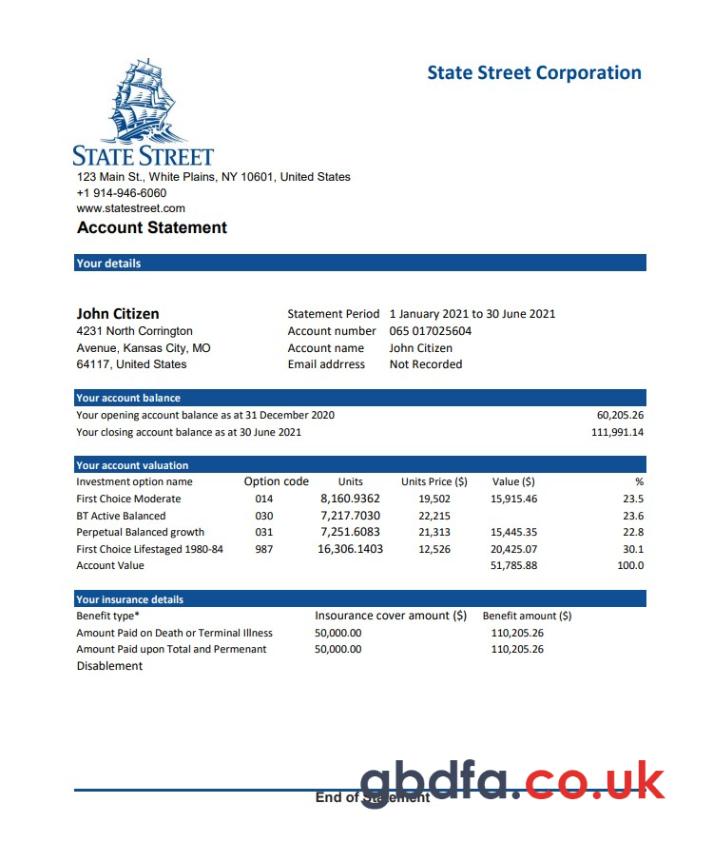 State Street Corporation
STATE STREET
123 Main St., White Plains, NY 10601, United States
+1 914-946-6060
www.statestreet.com
Account Statement
Your details
John Citizen
4231 North Corrington
Avenue, Kansas City, MO
64117, United States
Statement Period 1 January 2021 to 30 June 2021
Account number 065 017025604
Account name John Citizen
Email addrress Not Recorded
Your account balance
Your opening account balance as at 31 December 2020 60,205.26
Your closing account balance as at 30 June 2021 111,991.14
Your account valuation
Investment option name Option code Units Units Price ($) Value ($) %
First Choice Moderate 014 8,160.9362 19,502 15,915.46 23.5
BT Active Balanced 030 7,217.7030 22,215 23.6
Perpetual Balanced growth 031 7,251.6083 21,313 15,445.35 22.8
First Choice Lifestaged 1980-84 987 16,306.1403 12,526 20,425.07 30.1
Account Value 51,785.88 100.0
Your insurance details
Benefit type* Insourance cover amount ($) Benefit amount ($)
Amount Paid on Death or Terminal Illness 50,000.00 110,205.26
Amount Paid upon Total and Permenant 50,000.00 110,205.26
Disablement
End of Statement
gbdfa.co.uk